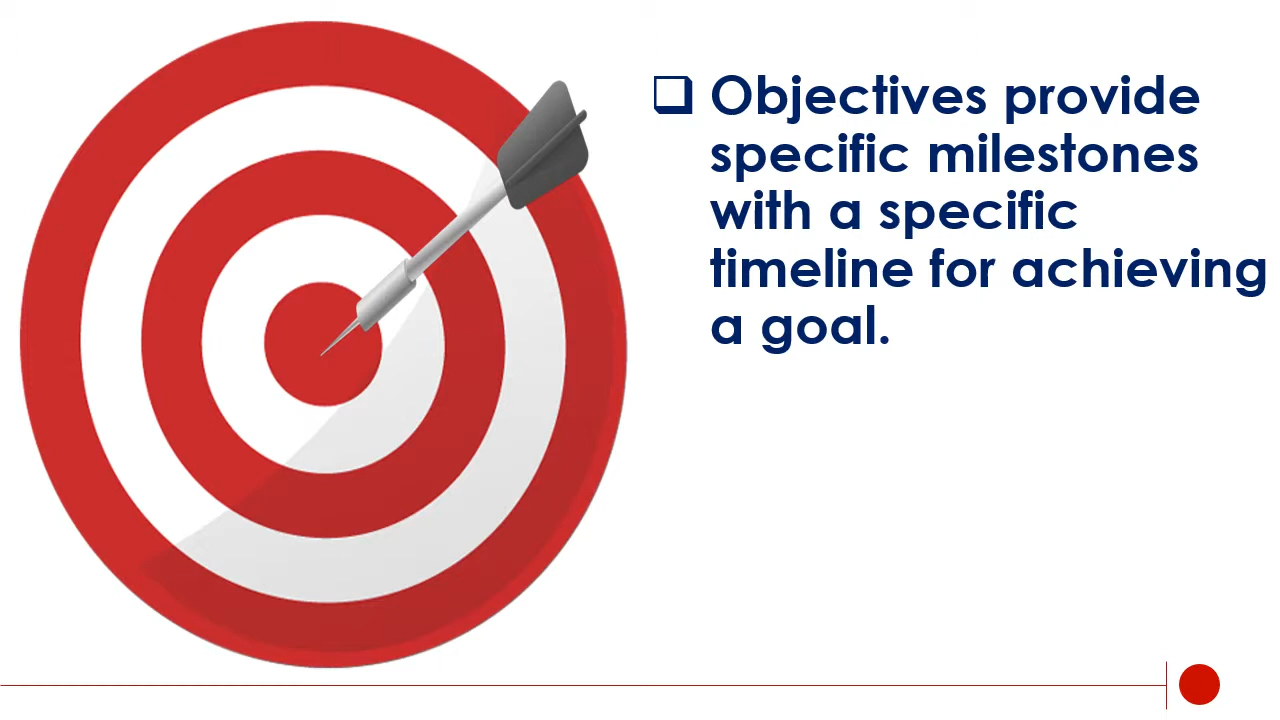 ❑ Objectives provide
specific milestones
with a specific
timeline for achieving
a goal.